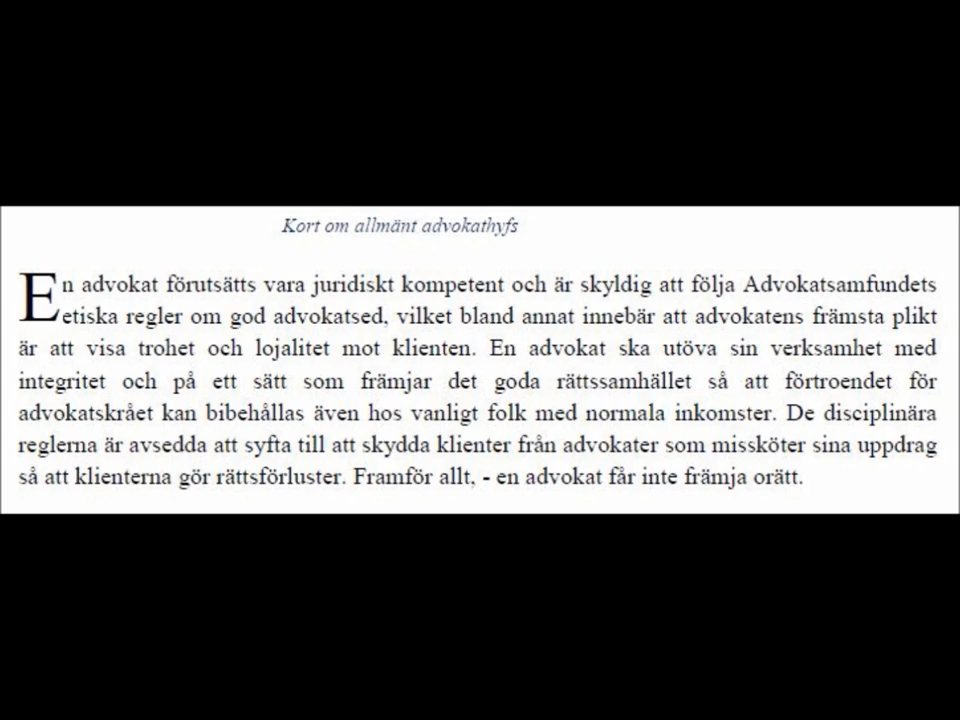 Kort om allmänt advokathyfs
En advokat förutsätts vara juridiskt kompetent och är skyldig att följa Advokatsamfundets
etiska regler om god advokatsed, vilket bland annat innebär att advokatens främsta plikt
är att visa trohet och lojalitet mot klienten. En advokat ska utöva sin verksamhet med
integritet och på ett sätt som främjar det goda rättssamhället så att förtroendet för
advokatskrået kan bibehållas även hos vanligt folk med normala inkomster. De disciplinära
reglerna är avsedda att syfta till att skydda klienter från advokater som missköter sina uppdrag
så att klienterna gör rättsförluster. Framför allt, - en advokat får inte främja orätt.